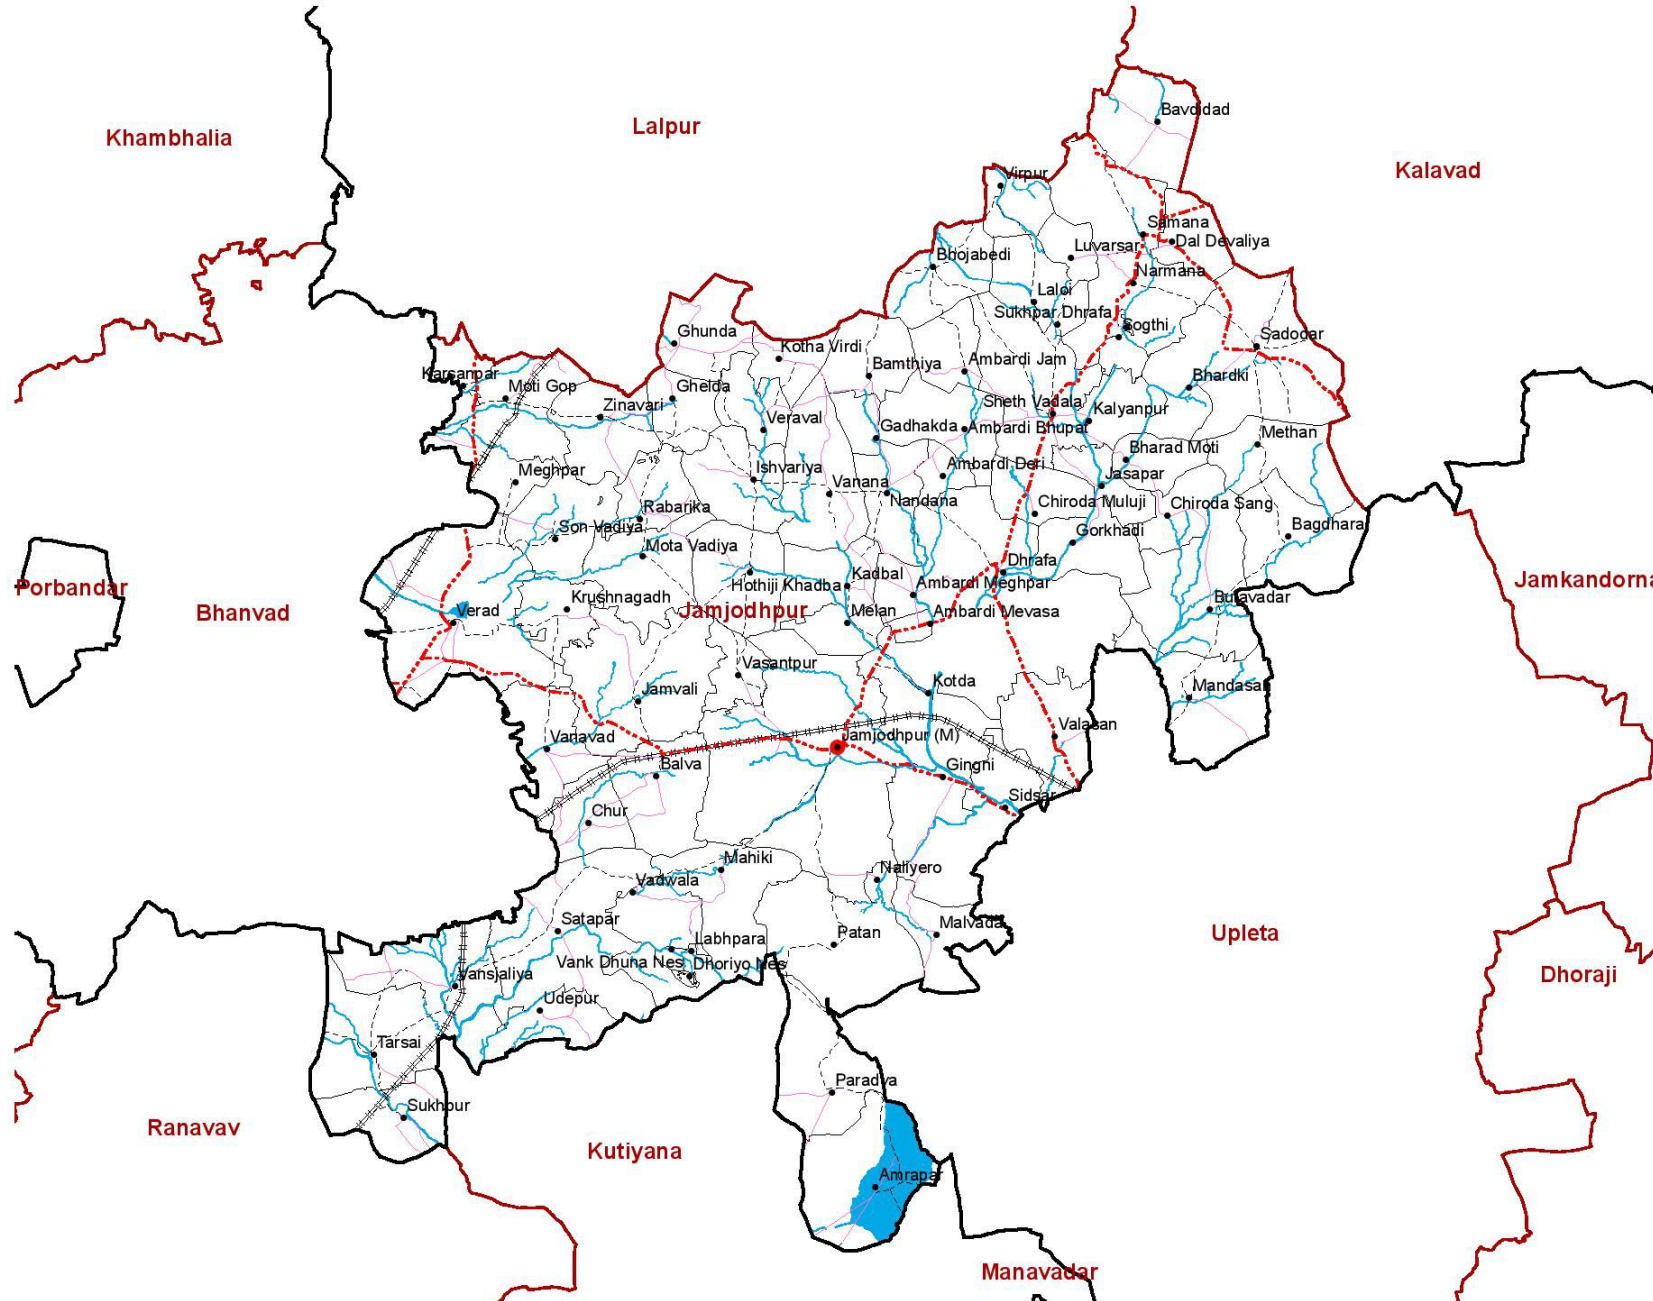 Bavdidad
Lalpur
Khambhalia
Kalavad
Virpur
Samana
Dal Devaliya
Luvarsar
Bhojabedi
Narmana
Laloi
Sukhpar Dhrafa
Sogthi
Ghunda
Sadodar
Kotha Virdi
Bamthiya
Ambardi Jam
Karsanpar
Moti Gop
Ghelda
Bhardki
Zinavari
Sheth Vadala
Kalyanpur
Veraval
Gadhakda
Ambardi Bhupat
Methan
Bharad Moti
Meghpar
Ishvariya
Ambardi Deri
Vanana
Jasapar
Nandana
Chiroda Muluji
Chiroda Sang
Rabarika
Son Vadiya
Gorkhadi
Bagdhara
Mota Vadiya
Dhrafa
Kadbal
Porbandar
Hothiji Khadba
Ambardi Meghpar
Jamkandorna
Krushnagadh
Butavadar
Bhanvad
Verad
Jamjodhpur
Melan
Ambardi Mevasa
Vasantpur
Kotda
Jamvali
Mandasan
Valasan
Vanavad
Jamjodhpur (M)
Balva
Gingni
Sidsar
Chur
Mahiki
Naliyero
Vadwala
Satapar
Malvada
Patan
Labhpara
Upleta
Vank Dhuna Nes
Dhoriyo Nes
Vansjaliya
Dhoraji
Udepur
Tarsai
Paradva
Sukhpur
Ranavav
Kutiyana
Amrapar
Manavadar